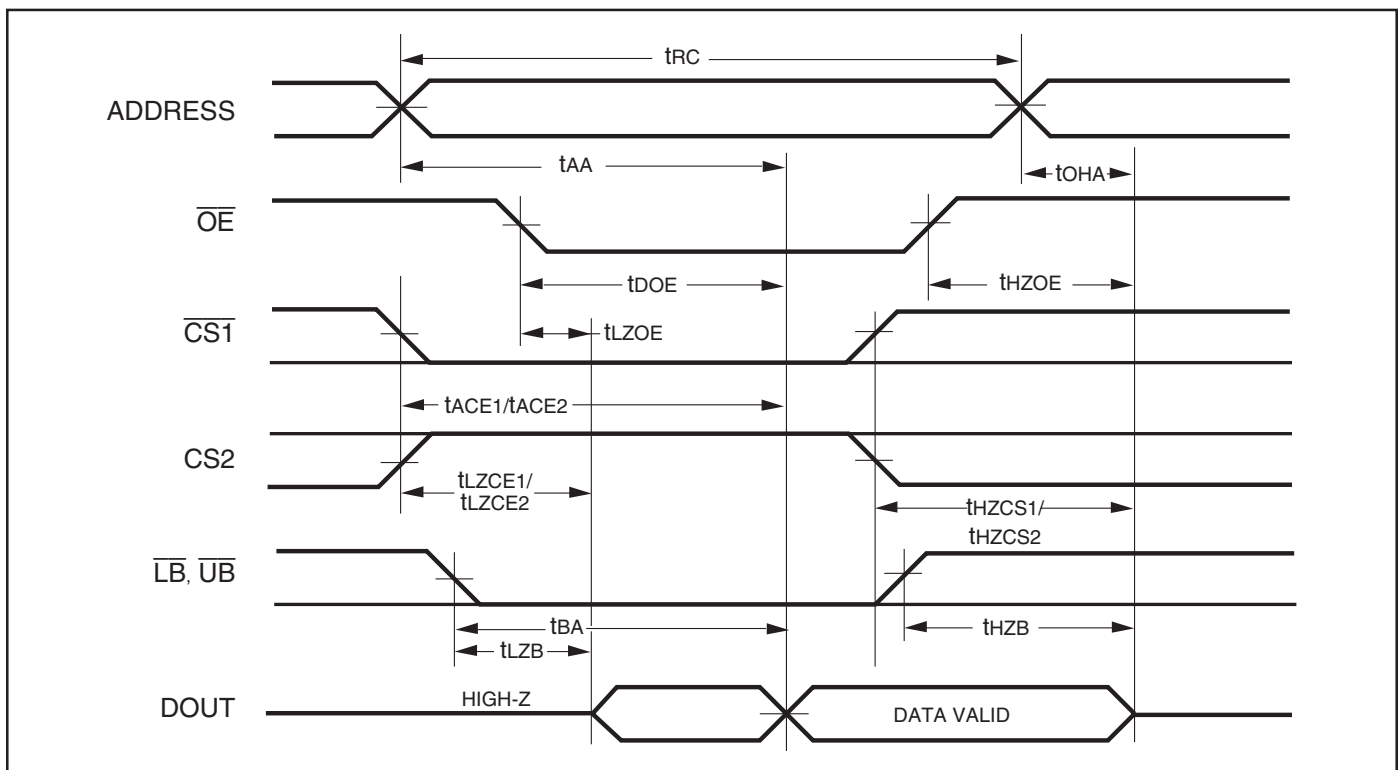 tRC
ADDRESS
tAA
tOHA
OE
tDOE
tHZOE
CS1
tLZOE
tACE1/tACE2
CS2
tLZCE1/
tLZCE2
tHZCS1/
tHZCS2
LB, UB
tBA
tHZB
tLZB
HIGH-Z
DOUT
DATA VALID